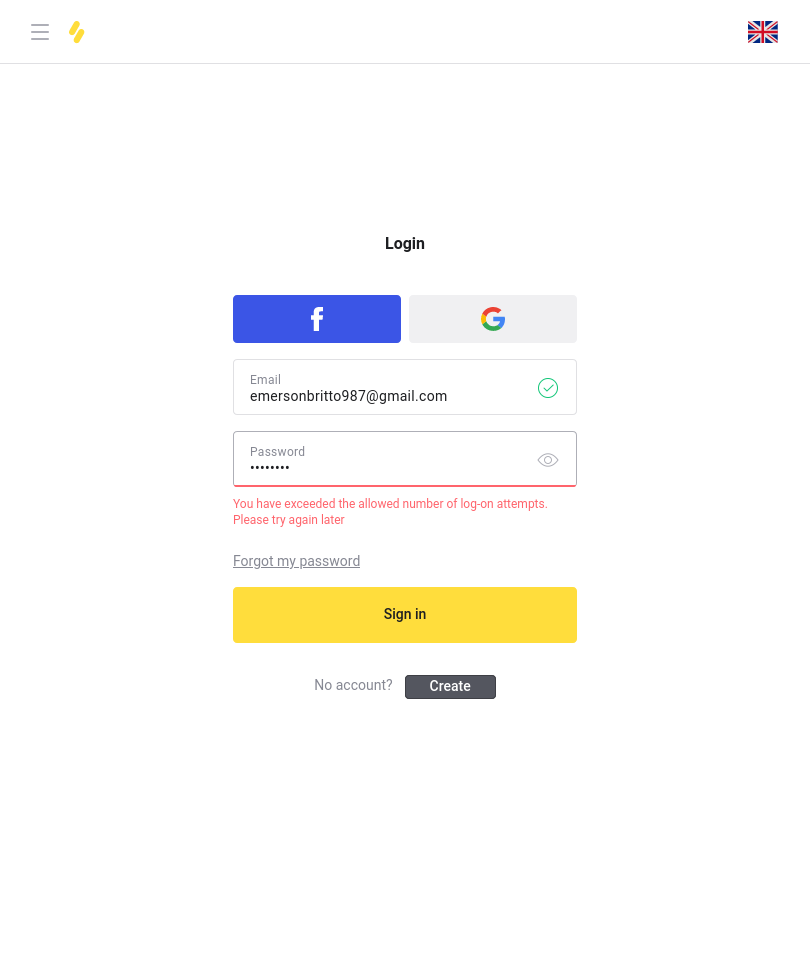 Login
Email
emersonbritto987@gmail.com
Password
••••••••
You have exceeded the allowed number of log-on attempts.
Please try again later
Forgot my password
Sign in
No account? Create